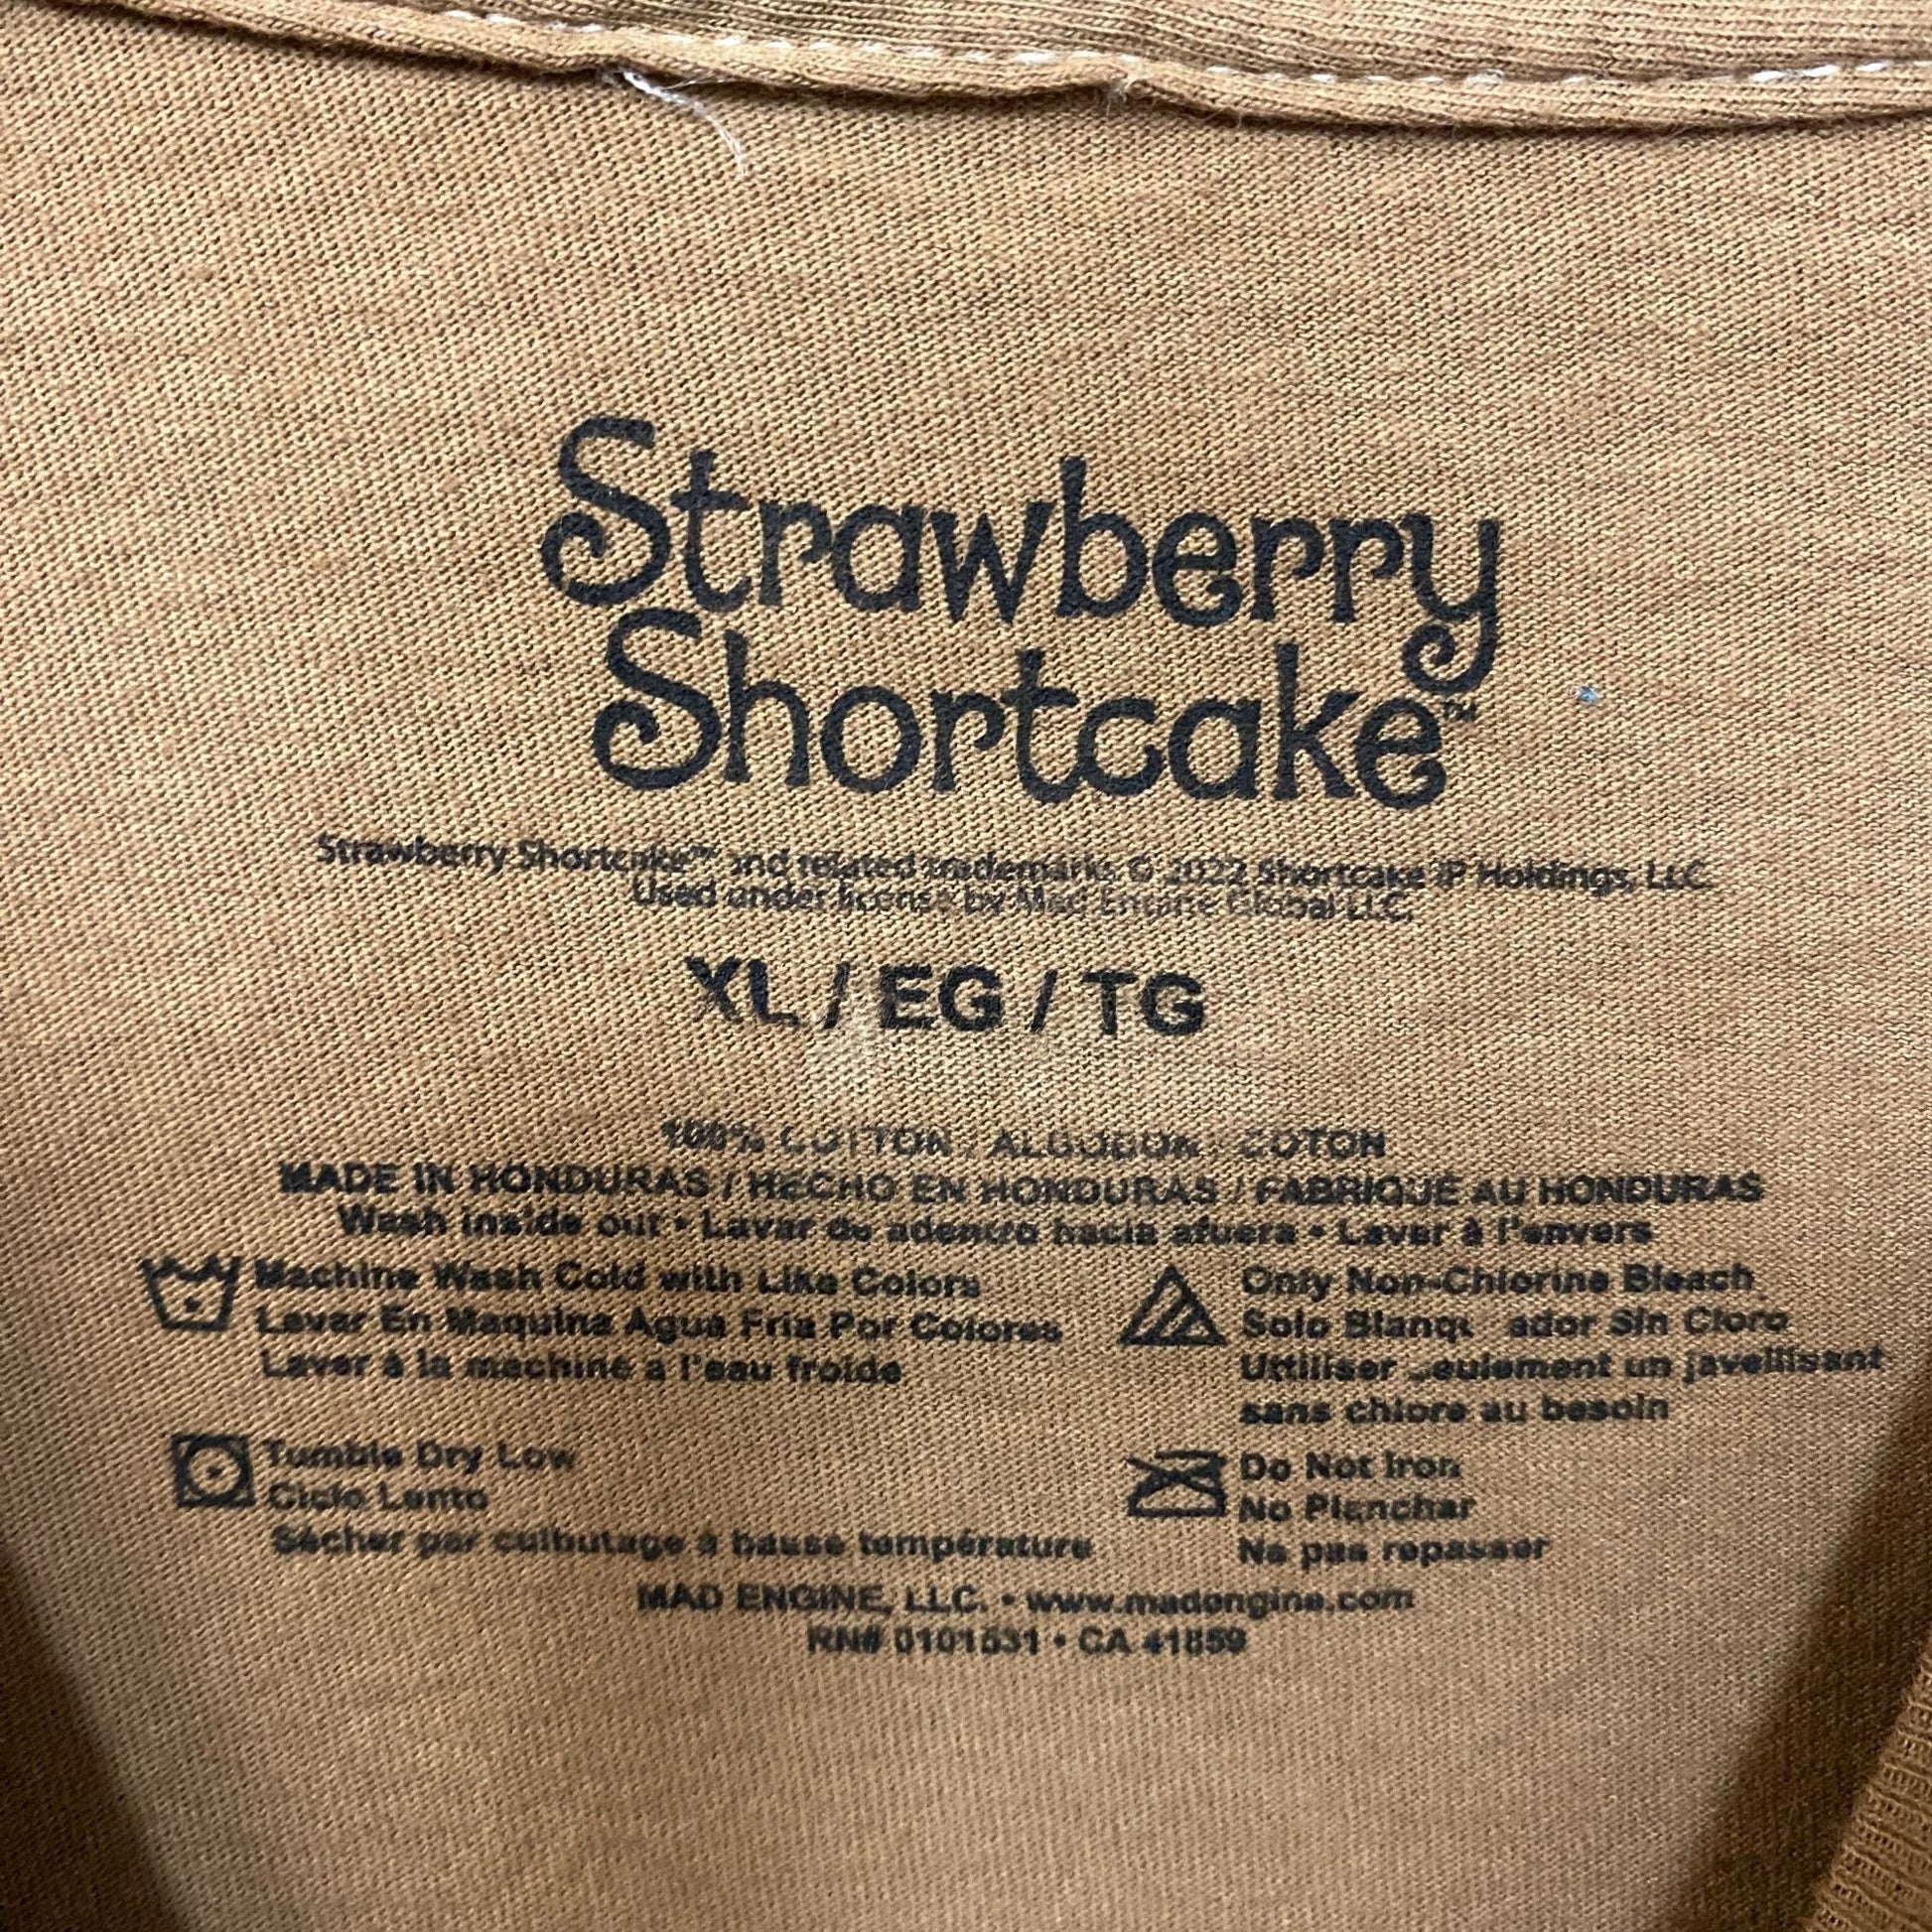 Strawberry
Shortcake™
Strawberry Shortcake™ and related trademarks © 2022 Shortcake IP Holdings, LLC.
Used under license by Mad Engine Global LLC.
XL / EG / TG
100% COTTON / ALGODON / COTON
MADE IN HONDURAS / HECHO EN HONDURAS / FABRIQUÉ AU HONDURAS
Wash inside out • Lavar de adentro hacia afuera • Laver à l'envers
Machine Wash Cold with Like Colors
Lavar En Maquina Agua Fria Por Colores
Laver à la machine a l'eau froide
Only Non-Chlorine Bleach
Solo Blanqueador Sin Cloro
Uttiliser seulement un javellisant
sans chlore au besoin
Tumble Dry Low
Ciclo Lento
Sécher par culbutage à basse température
Do Not Iron
No Planchar
Ne pas repasser
MAD ENGINE, LLC. • www.madengine.com
RN# 0101531 • CA 41859